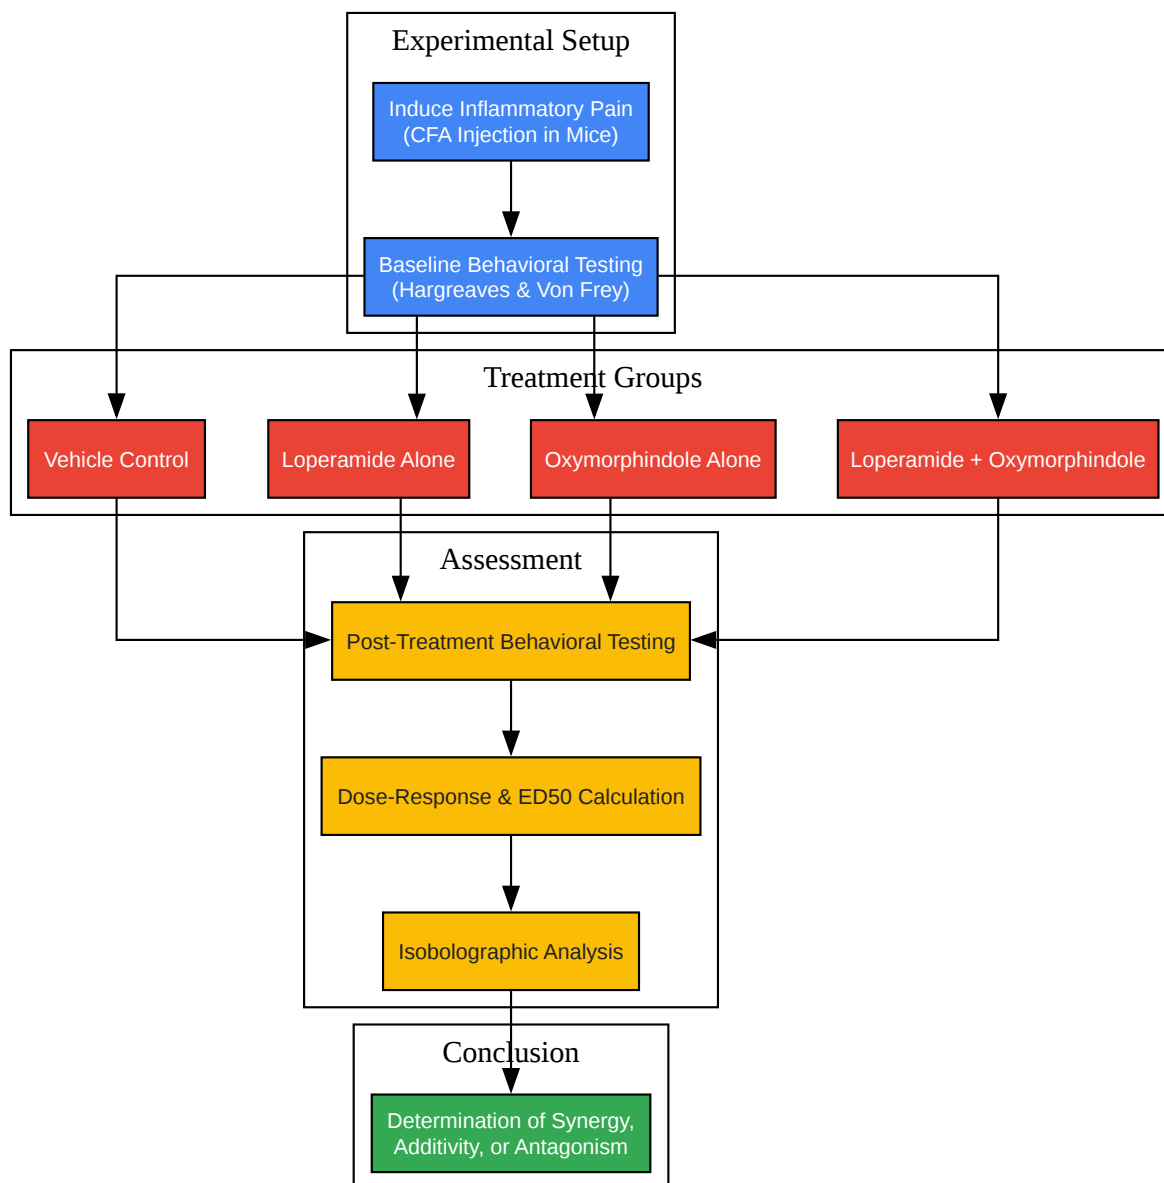 Experimental Setup
Induce Inflammatory Pain
(CFA Injection in Mice)
Baseline Behavioral Testing
(Hargreaves & Von Frey)
Treatment Groups
Vehicle Control
Loperamide Alone
Oxymorphindole Alone
Loperamide + Oxymorphindole
Assessment
Post-Treatment Behavioral Testing
Dose-Response & ED50 Calculation
Isobolographic Analysis
Conclusion
Determination of Synergy,
Additivity, or Antagonism